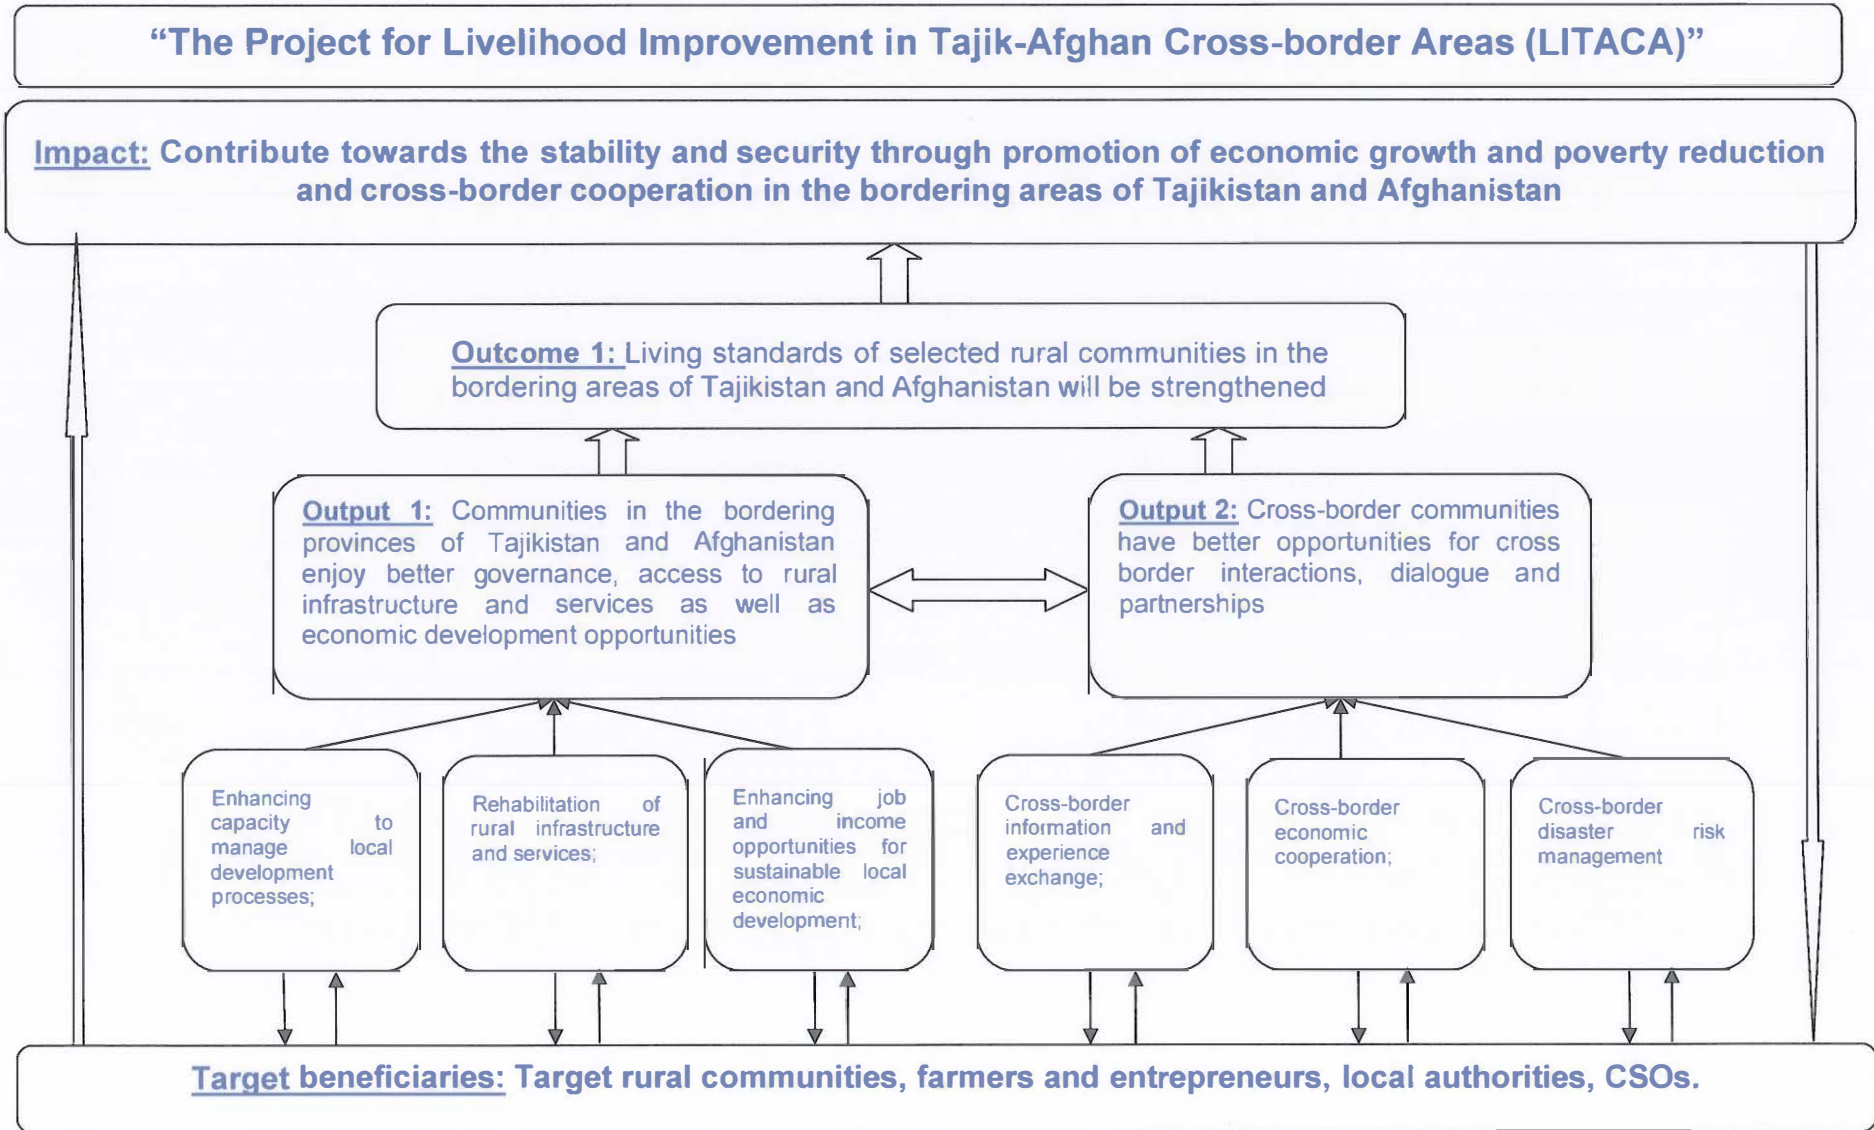 “The Project for Livelihood Improvement in Tajik-Afghan Cross-border Areas (LITACA)”
Impact: Contribute towards the stability and security through promotion of economic growth and poverty reduction
and cross-border cooperation in the bordering areas of Tajikistan and Afghanistan
Outcome 1: Living standards of selected rural communities in the
bordering areas of Tajikistan and Afghanistan will be strengthened
Output 1: Communities in the bordering
provinces of Tajikistan and Afghanistan
enjoy better governance, access to rural
infrastructure and services as well as
economic development opportunities
Output 2: Cross-border communities
have better opportunities for cross
border interactions, dialogue and
partnerships
Enhancing
capacity to
manage local
development
processes;
Rehabilitation of
rural infrastructure
and services;
Enhancing job
and income
opportunities for
sustainable local
economic
development;
Cross-border
information and
experience
exchange;
Cross-border
economic
cooperation;
Cross-border
disaster risk
management
Target beneficiaries: Target rural communities, farmers and entrepreneurs, local authorities, CSOs.